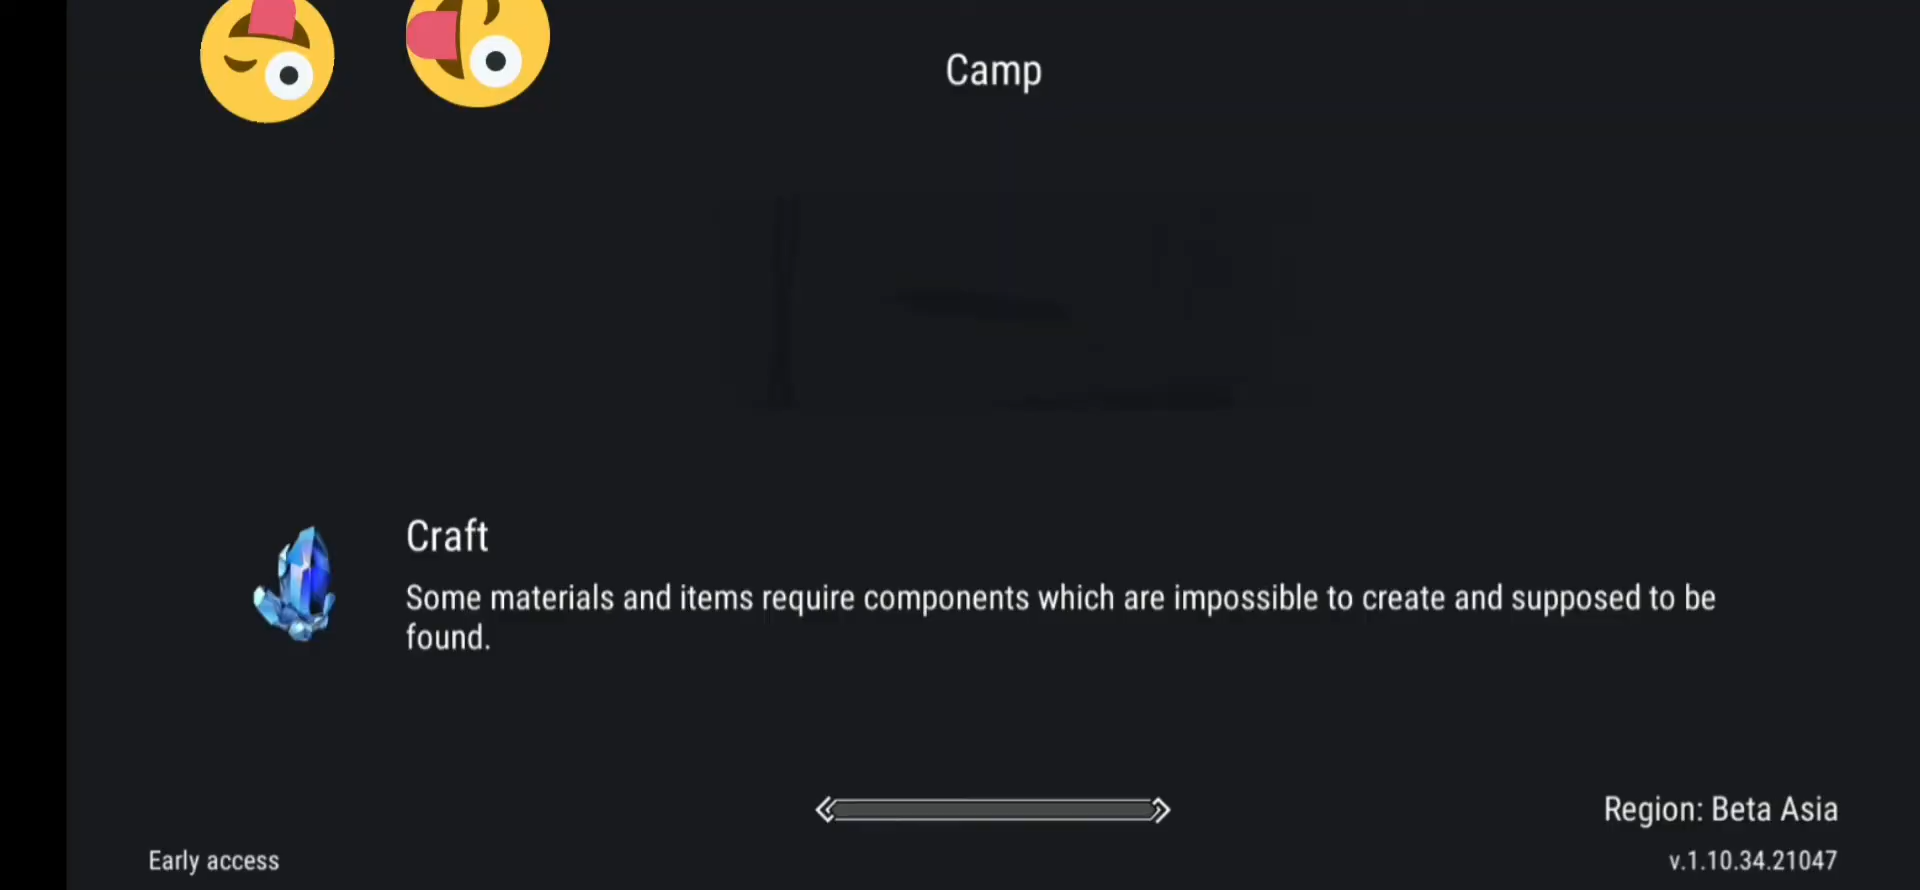 Camp
Craft
Some materials and items require components which are impossible to create and supposed to be
found.
Region: Beta Asia
Early access
v.1.10.34.21047